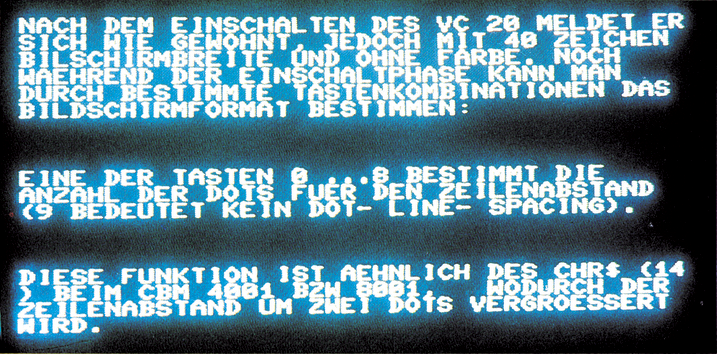 NACH DEM EINSCHALTEN DES VC 20 MELDET ER
SICH WIE GEWOHNT, JEDOCH MIT 40 ZEICHEN
BILSCHIRMBREITE UND OHNE FARBE. NOCH
WAEHREND DER EINSCHALTPHASE KANN MAN
DURCH BESTIMMTE TASTENKOMBINATIONEN DAS
BILDSCHIRMFORMAT BESTIMMEN:
EINE DER TASTEN 0 ...8 BESTIMMT DIE
ANZAHL DER DOTS FUER DEN ZEILENABSTAND
(9 BEDEUTET KEIN DOT- LINE- SPACING).
DIESE FUNKTION IST AEHNLICH DES CHR$ (14
) BEIM CBM 4001 BZW 8001, WODURCH DER
ZEILENABSTAND UM ZWEI DOTS VERGROESSERT
WIRD.